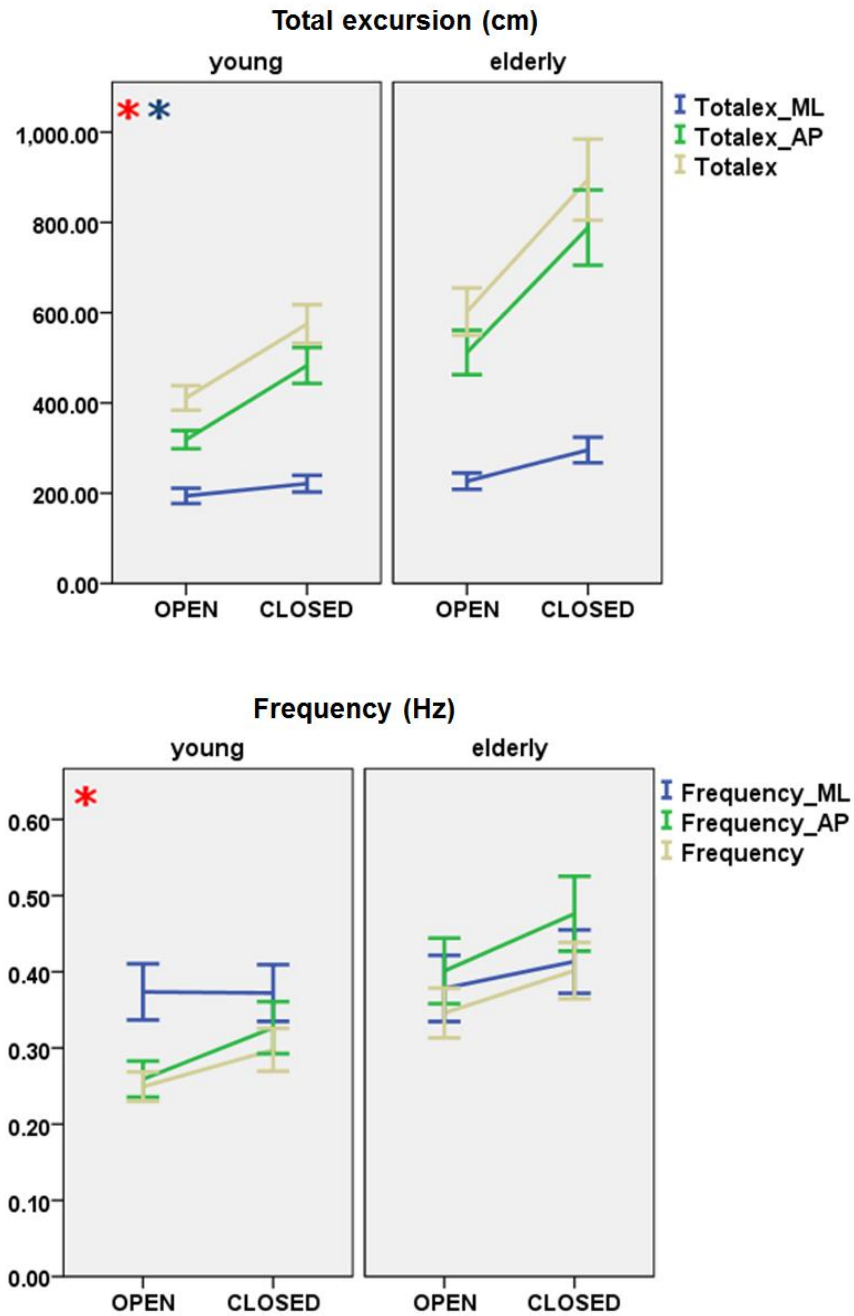 Total excursion (cm)
young elderly
* *
Totalex_ML
Totalex_AP
Totalex
1,000.00
800.00
600.00
400.00
200.00
0.00
OPEN CLOSED OPEN CLOSED
Frequency (Hz)
young elderly
*
Frequency_ML
Frequency_AP
Frequency
0.60
0.50
0.40
0.30
0.20
0.10
0.00
OPEN CLOSED OPEN CLOSED